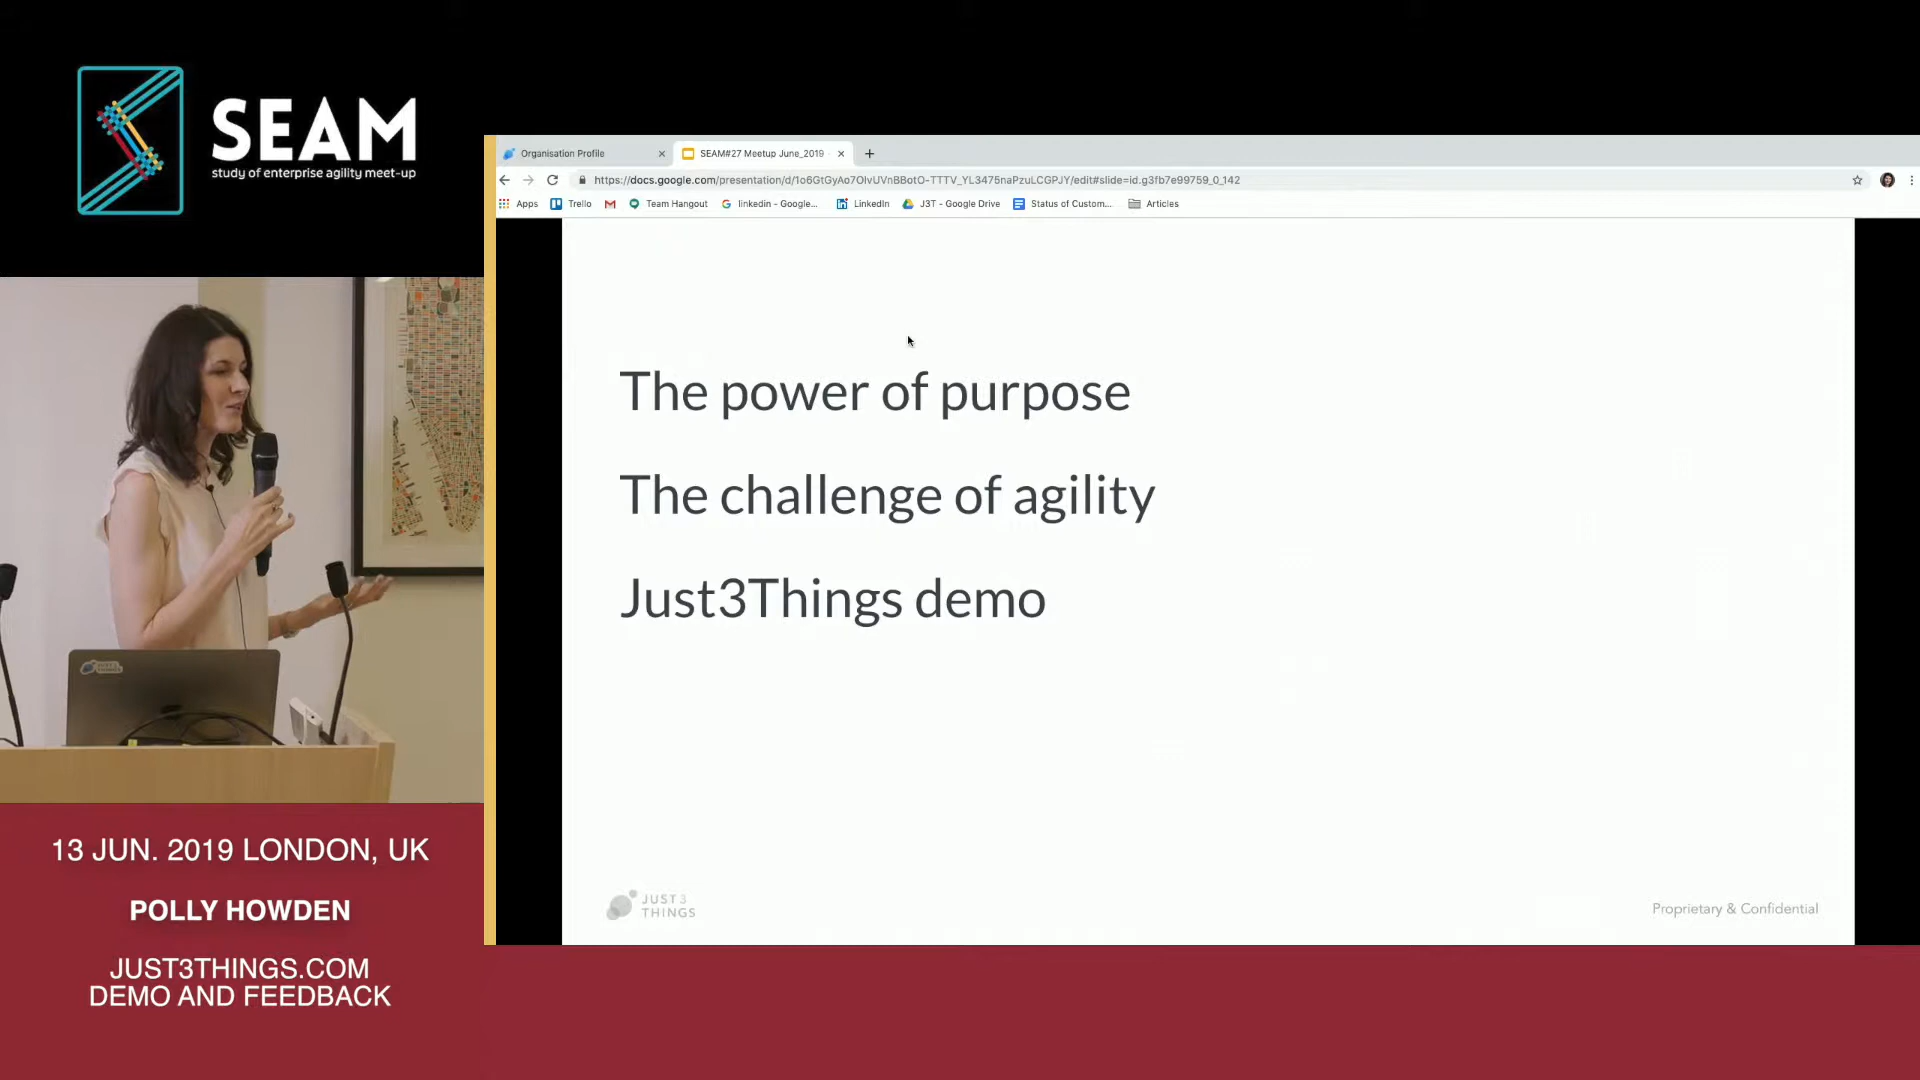 SEAM
study of enterprise agility meet-up
Organisation Profile
SEAM#27 Meetup June_2019
https://docs.google.com/presentation/d/1o6GtGyAo7OlvUVnBBotO-TTTV_YL3475naPzuLCGPJY/edit#slide=id.g3fb7e99759_0_142
Apps Trello Team Hangout linkedin - Google... LinkedIn J3T - Google Drive Status of Custom... Articles
The power of purpose
The challenge of agility
Just3Things demo
JUST3
THINGS
JUST 3
THINGS
Proprietary & Confidential
13 JUN. 2019 LONDON, UK
POLLY HOWDEN
JUST3THINGS.COM
DEMO AND FEEDBACK